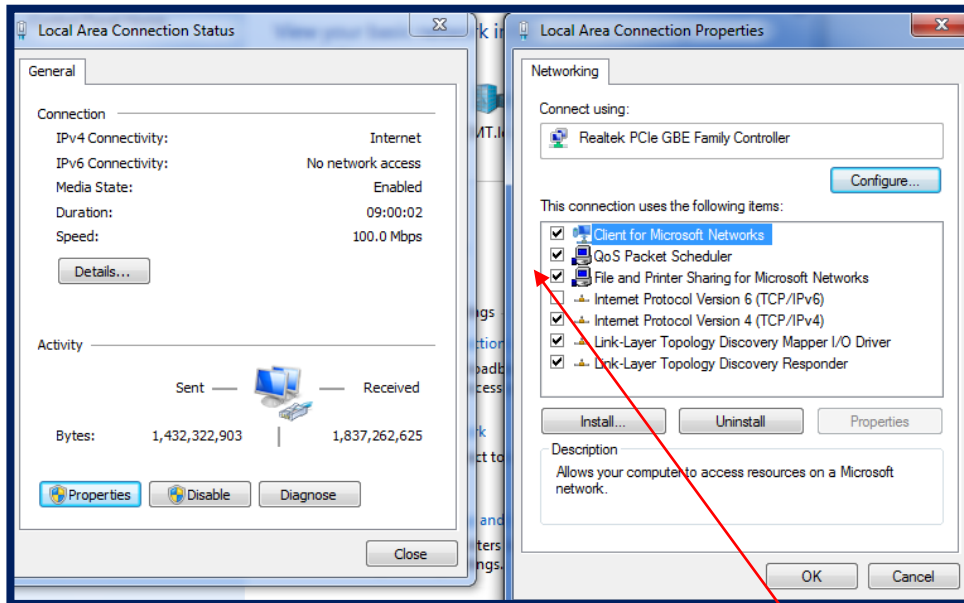 Local Area Connection Status
General
Connection
IPv4 Connectivity: Internet
IPv6 Connectivity: No network access
Media State: Enabled
Duration: 09:00:02
Speed: 100.0 Mbps
Details...
Activity
Sent Received
Bytes: 1,432,322,903 1,837,262,625
Properties Disable Diagnose
Close
Local Area Connection Properties
Networking
Connect using:
Realtek PCIe GBE Family Controller
Configure...
This connection uses the following items:
Client for Microsoft Networks
QoS Packet Scheduler
File and Printer Sharing for Microsoft Networks
Internet Protocol Version 6 (TCP/IPv6)
Internet Protocol Version 4 (TCP/IPv4)
Link-Layer Topology Discovery Mapper I/O Driver
Link-Layer Topology Discovery Responder
Install... Uninstall Properties
Description
Allows your computer to access resources on a Microsoft
network.
OK Cancel